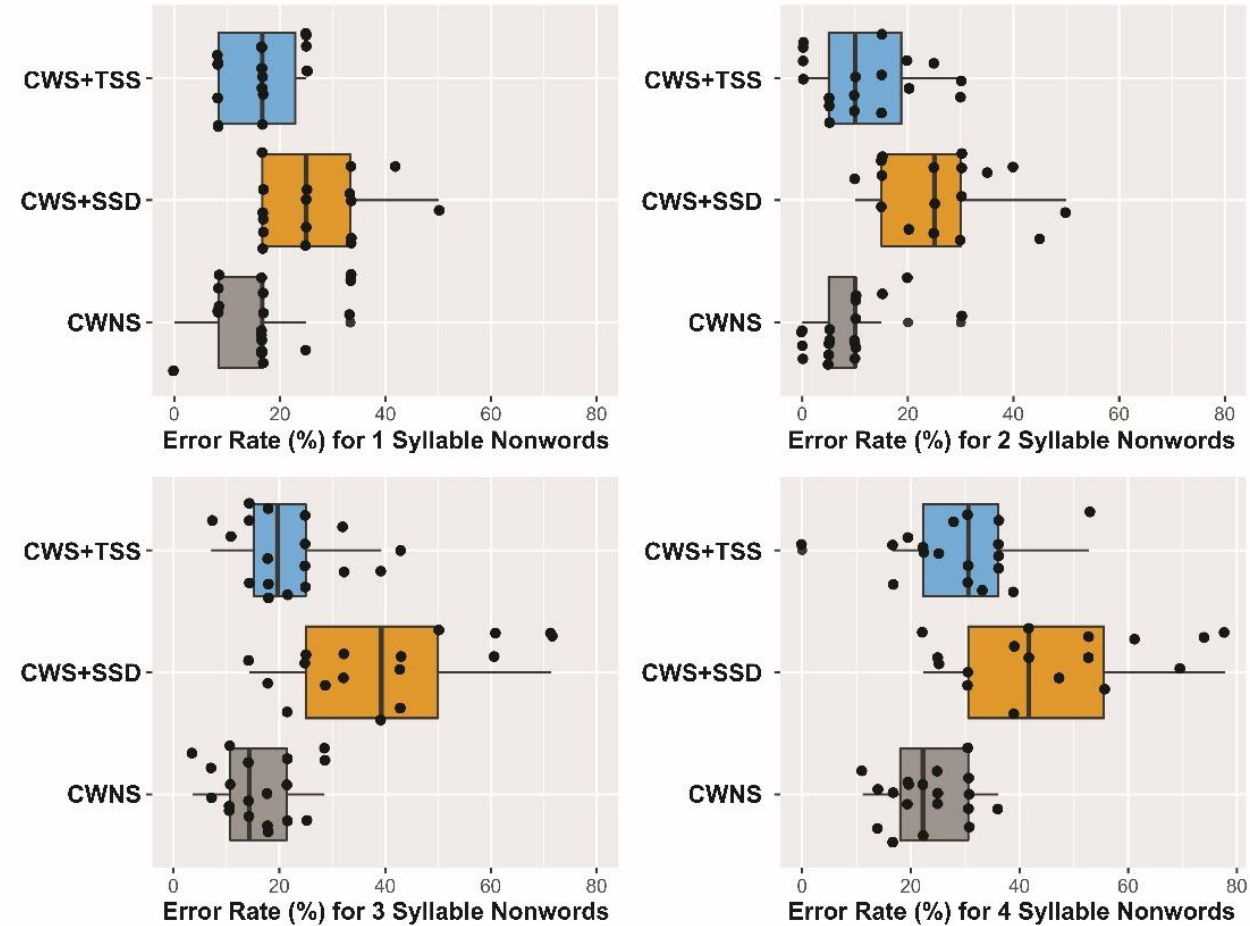 CWS+TSS
CWS+SSD
CWNS
0 20 40 60 80
Error Rate (%) for 1 Syllable Nonwords
CWS+TSS
CWS+SSD
CWNS
0 20 40 60 80
Error Rate (%) for 2 Syllable Nonwords
CWS+TSS
CWS+SSD
CWNS
0 20 40 60 80
Error Rate (%) for 3 Syllable Nonwords
CWS+TSS
CWS+SSD
CWNS
0 20 40 60 80
Error Rate (%) for 4 Syllable Nonwords